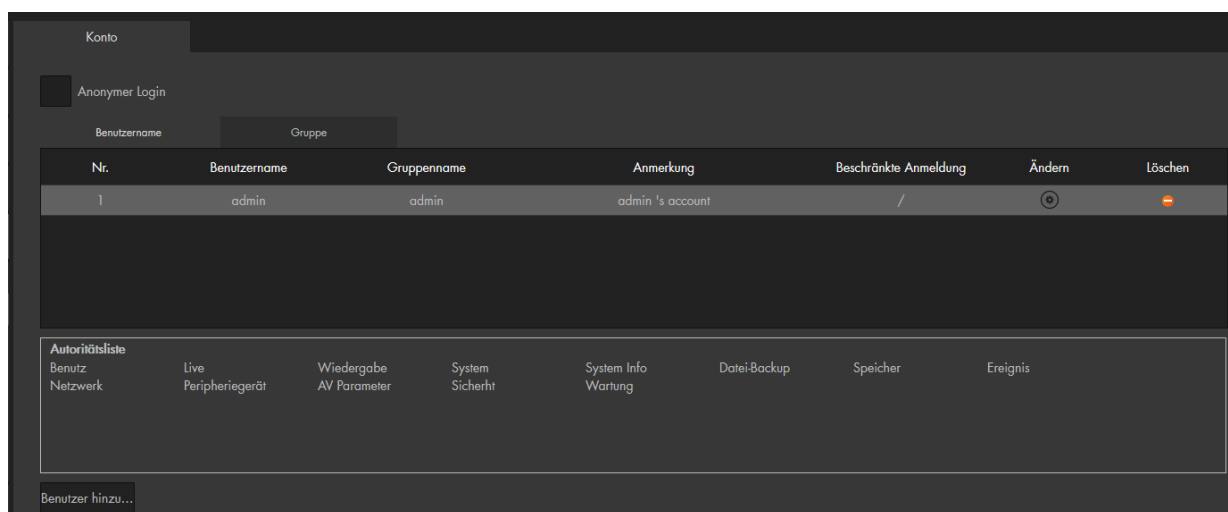 Konto
Anonymer Login
Benutzername Gruppe
Nr. Benutzername Gruppenname Anmerkung Beschränkte Anmeldung Ändern Löschen
1 admin admin admin 's account /
Autoritätsliste
Benutz Live Wiedergabe System System Info Datei-Backup Speicher Ereignis
Netzwerk Peripheriegerät AV Parameter Sicherht Wartung
Benutzer hinzu...